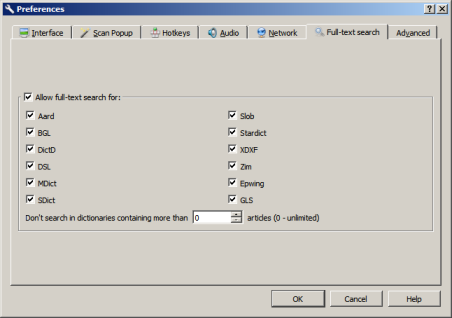 Preferences
Interface Scan Popup Hotkeys Audio Network Full-text search Advanced
Allow full-text search for:
Aard Slob
BGL Stardict
DictD XDXF
DSL Zim
MDict Epwing
SDict GLS
Don't search in dictionaries containing more than 0 articles (0 - unlimited)
OK Cancel Help